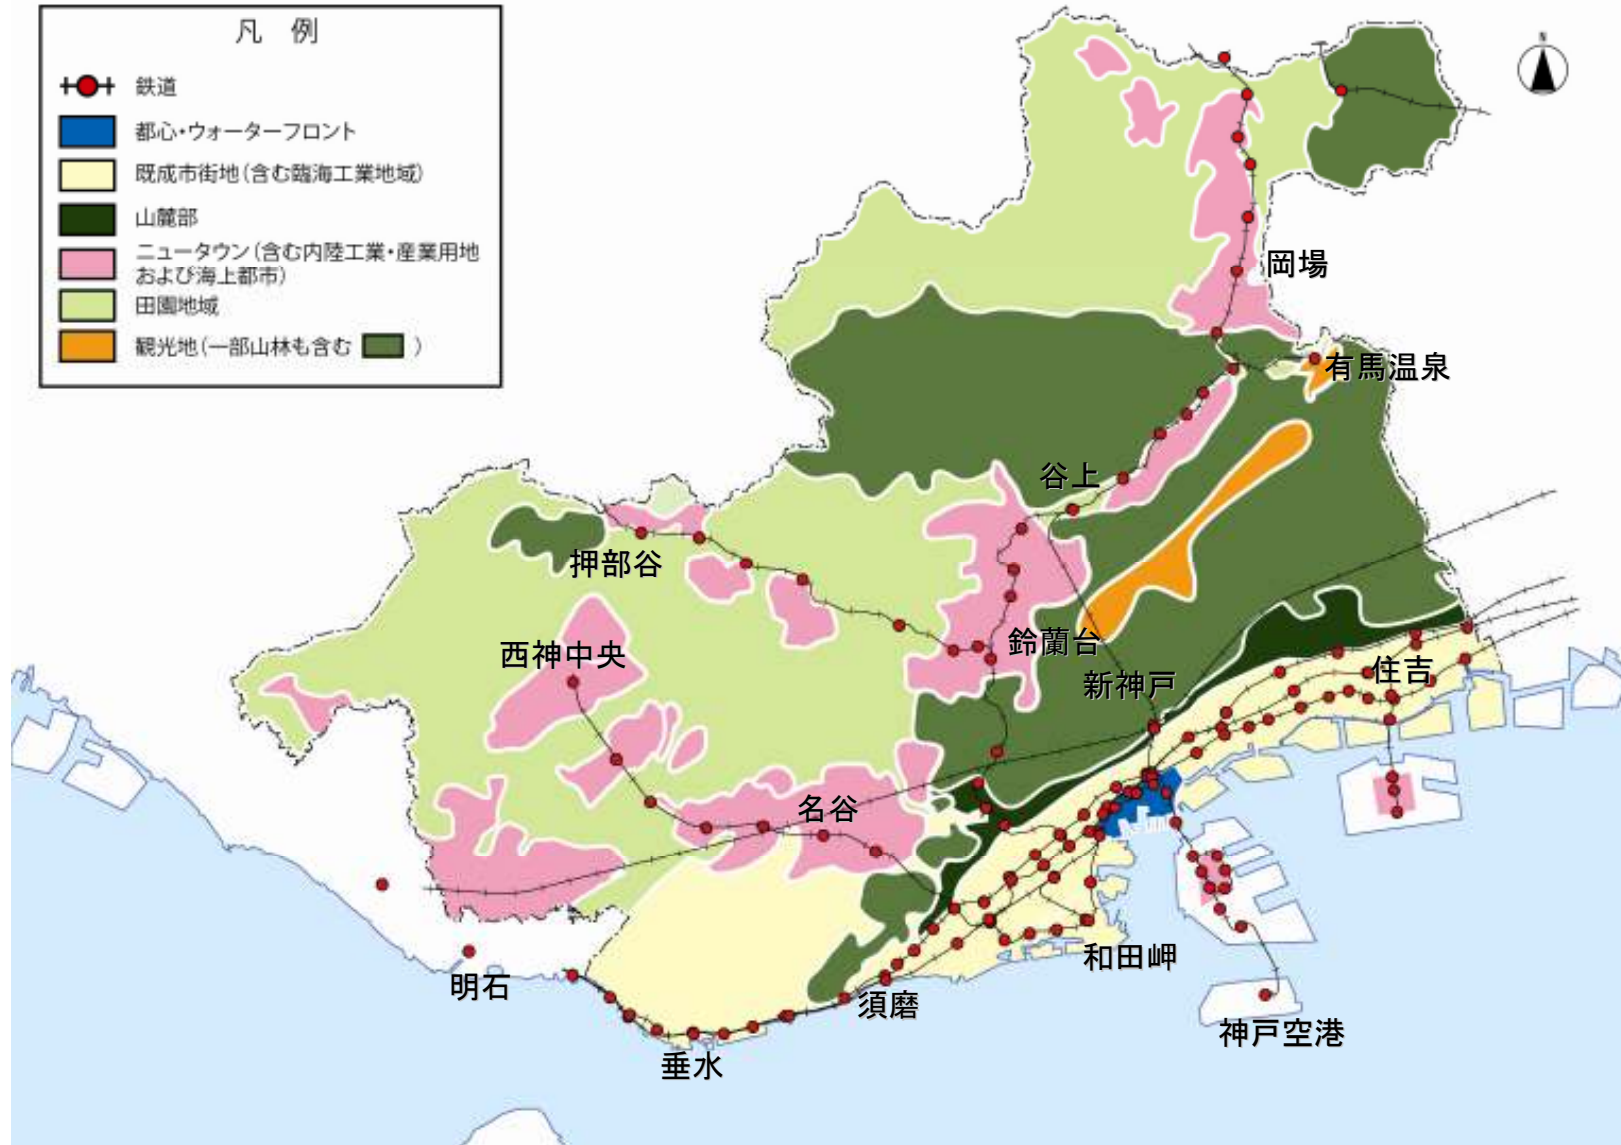 凡 例
鉄道
都心・ウォーターフロント
既成市街地(含む臨海工業地域)
山麓部
ニュータウン(含む内陸工業・産業用地
および海上都市)
田園地域
観光地(一部山林も含む )
N
岡場
有馬温泉
谷上
押部谷
鈴蘭台
西神中央
新神戸
住吉
名谷
和田岬
明石
須磨
神戸空港
垂水